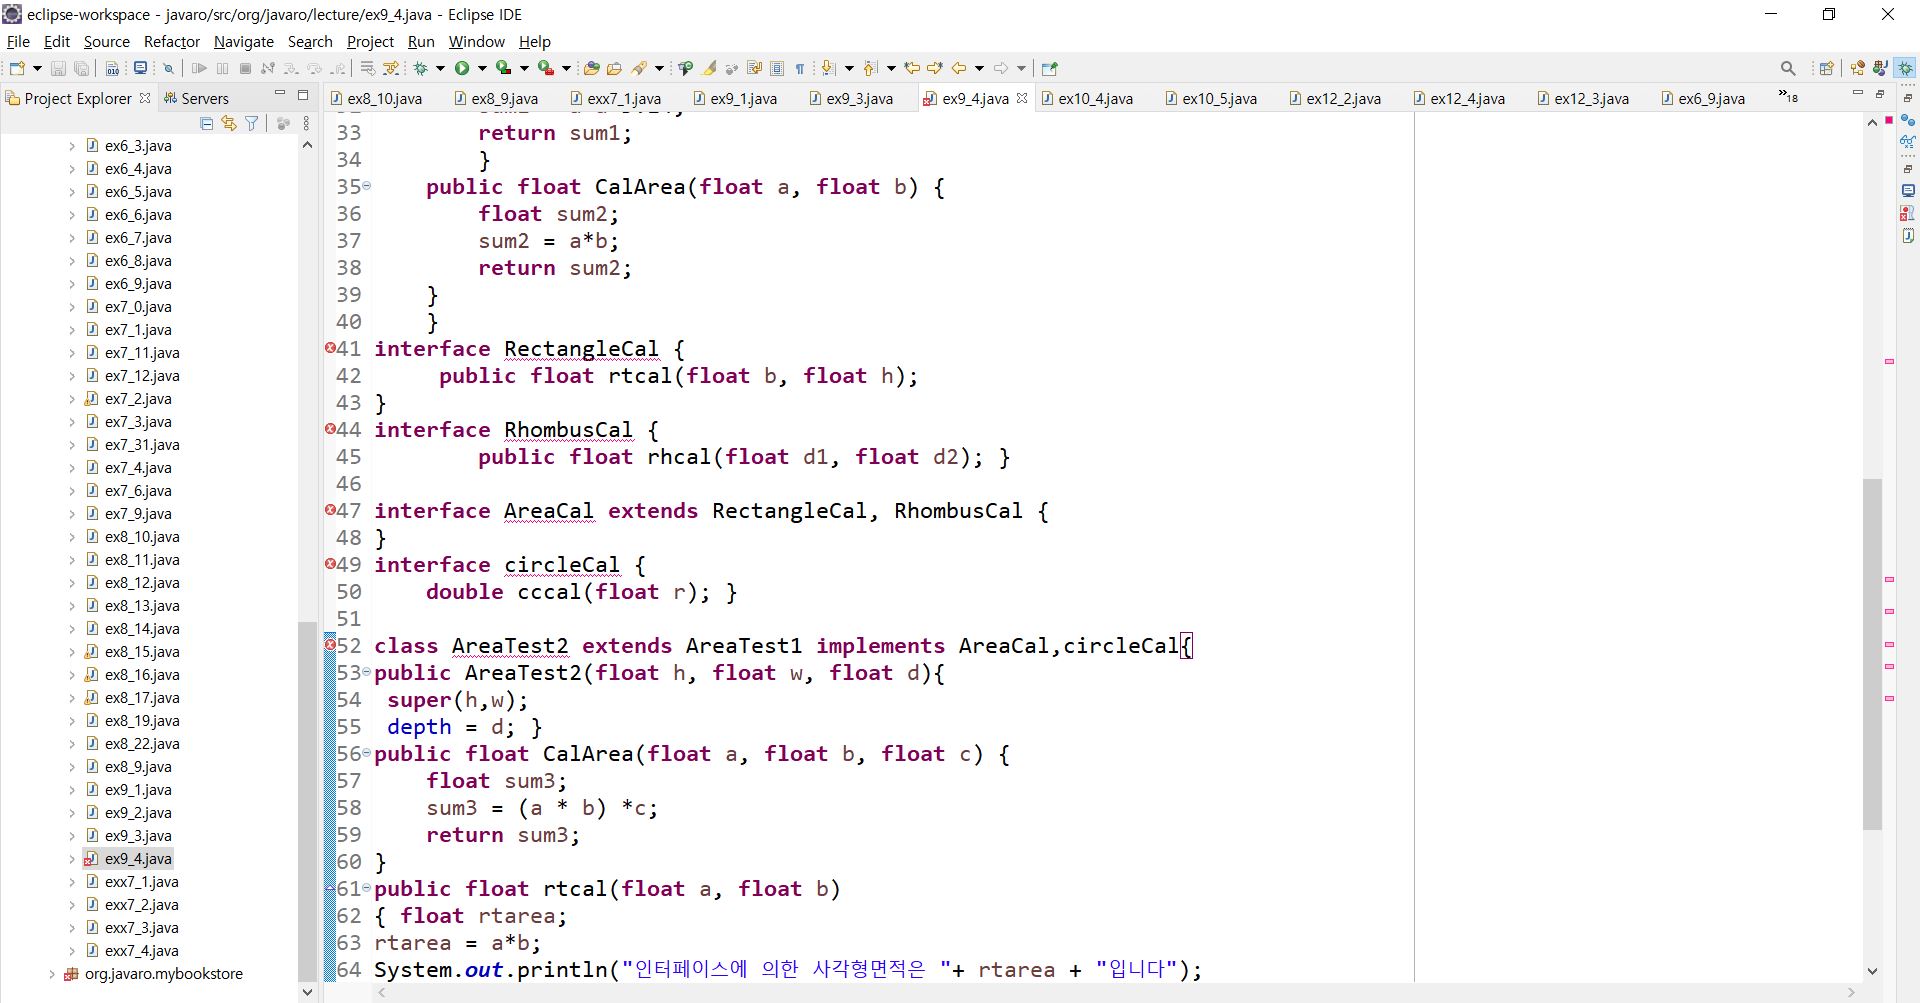 eclipse-workspace - javaro/src/org/javaro/lecture/ex9_4.java - Eclipse IDE
File Edit Source Refactor Navigate Search Project Run Window Help
Project Explorer Servers
ex8_10.java ex8_9.java exx7_1.java ex9_1.java ex9_3.java ex9_4.java ex10_4.java ex10_5.java ex12_2.java ex12_4.java ex12_3.java ex6_9.java »18
ex6_3.java
ex6_4.java
ex6_5.java
ex6_6.java
ex6_7.java
ex6_8.java
ex6_9.java
ex7_0.java
ex7_1.java
ex7_11.java
ex7_12.java
ex7_2.java
ex7_3.java
ex7_31.java
ex7_4.java
ex7_6.java
ex7_9.java
ex8_10.java
ex8_11.java
ex8_12.java
ex8_13.java
ex8_14.java
ex8_15.java
ex8_16.java
ex8_17.java
ex8_19.java
ex8_22.java
ex8_9.java
ex9_1.java
ex9_2.java
ex9_3.java
ex9_4.java
exx7_1.java
exx7_2.java
exx7_3.java
exx7_4.java
org.javaro.mybookstore
33 return sum1;
34 }
35 public float CalArea(float a, float b) {
36 float sum2;
37 sum2 = a*b;
38 return sum2;
39 }
40 }
41 interface RectangleCal {
42 public float rtcal(float b, float h);
43 }
44 interface RhombusCal {
45 public float rhcal(float d1, float d2); }
46
47 interface AreaCal extends RectangleCal, RhombusCal {
48 }
49 interface circleCal {
50 double cccal(float r); }
51
52 class AreaTest2 extends AreaTest1 implements AreaCal,circleCal{
53 public AreaTest2(float h, float w, float d){
54 super(h,w);
55 depth = d; }
56 public float CalArea(float a, float b, float c) {
57 float sum3;
58 sum3 = (a * b) *c;
59 return sum3;
60 }
61 public float rtcal(float a, float b)
62 { float rtarea;
63 rtarea = a*b;
64 System.out.println("인터페이스에 의한 사각형면적은 "+ rtarea + "입니다");